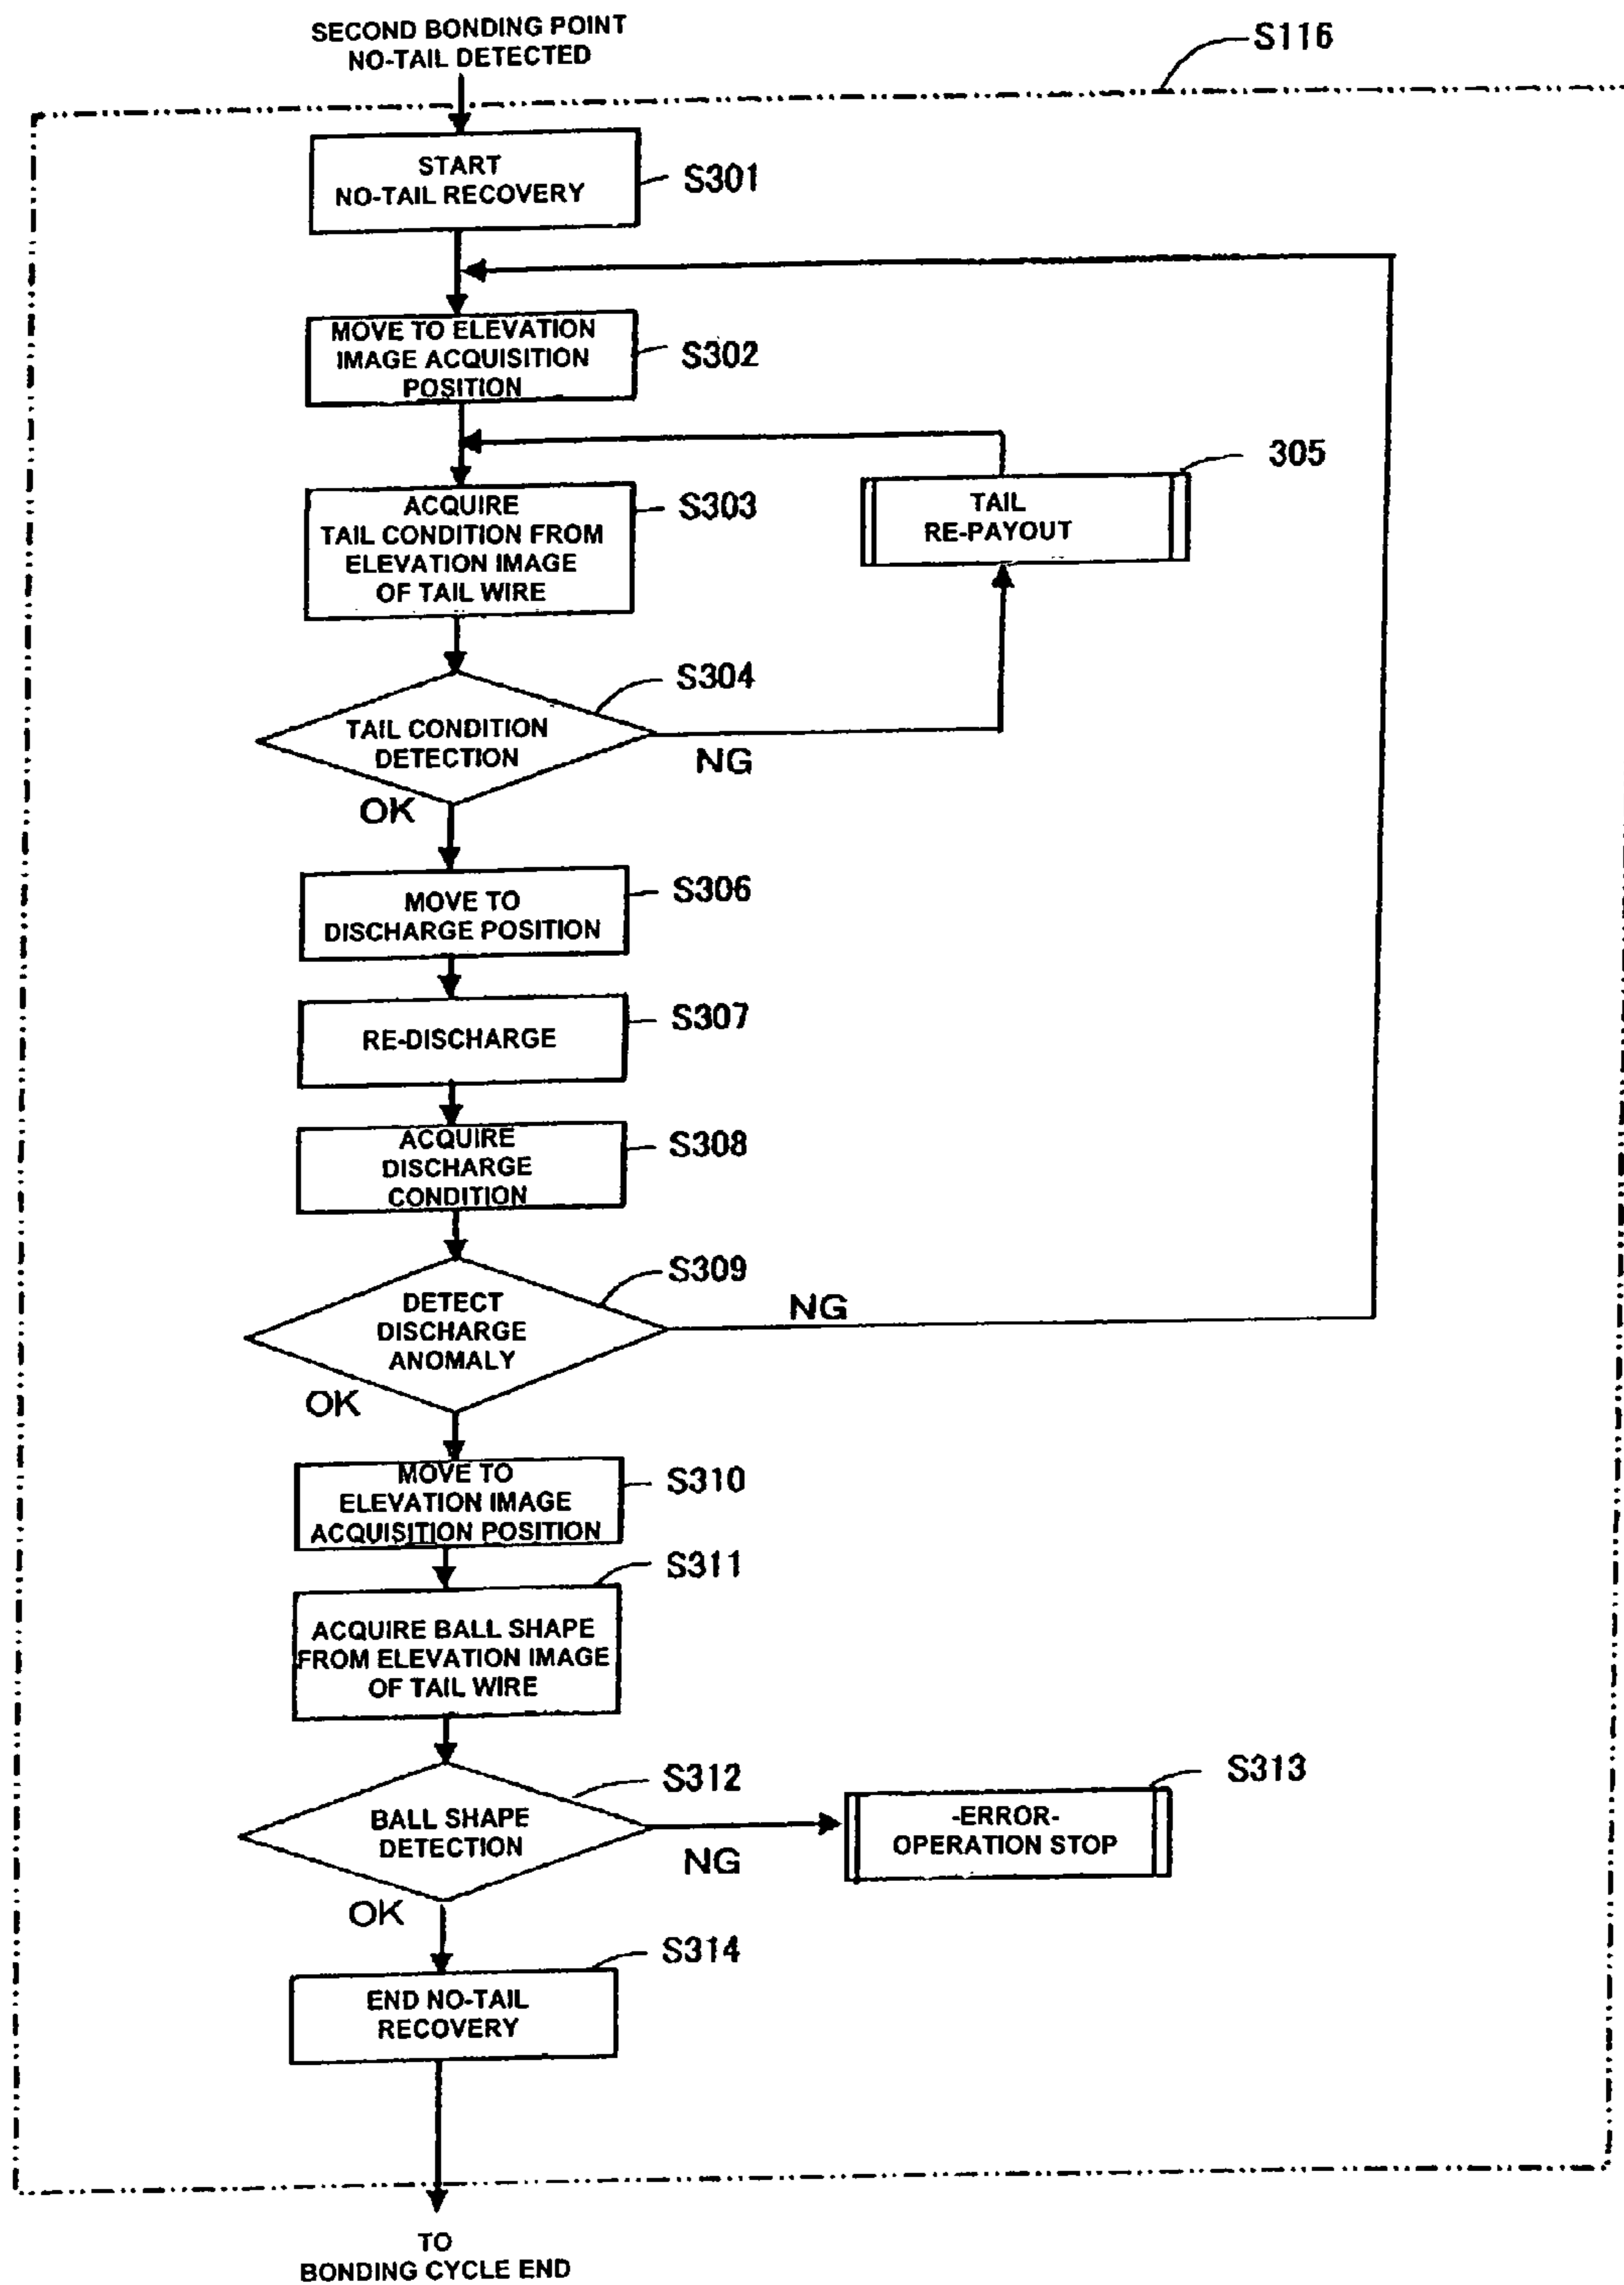 SECOND BONDING POINT
NO-TAIL DETECTED
S116
START
NO-TAIL RECOVERY
S301
MOVE TO ELEVATION
IMAGE ACQUISITION
POSITION
S302
ACQUIRE
TAIL CONDITION FROM
ELEVATION IMAGE
OF TAIL WIRE
S303
TAIL
RE-PAYOUT
305
TAIL CONDITION
DETECTION
S304
NG
OK
MOVE TO
DISCHARGE POSITION
S306
RE-DISCHARGE
S307
ACQUIRE
DISCHARGE
CONDITION
S308
DETECT
DISCHARGE
ANOMALY
S309
NG
OK
MOVE TO
ELEVATION IMAGE
ACQUISITION POSITION
S310
ACQUIRE BALL SHAPE
FROM ELEVATION IMAGE
OF TAIL WIRE
S311
BALL SHAPE
DETECTION
S312
NG
-ERROR-
OPERATION STOP
S313
OK
END NO-TAIL
RECOVERY
S314
TO
BONDING CYCLE END